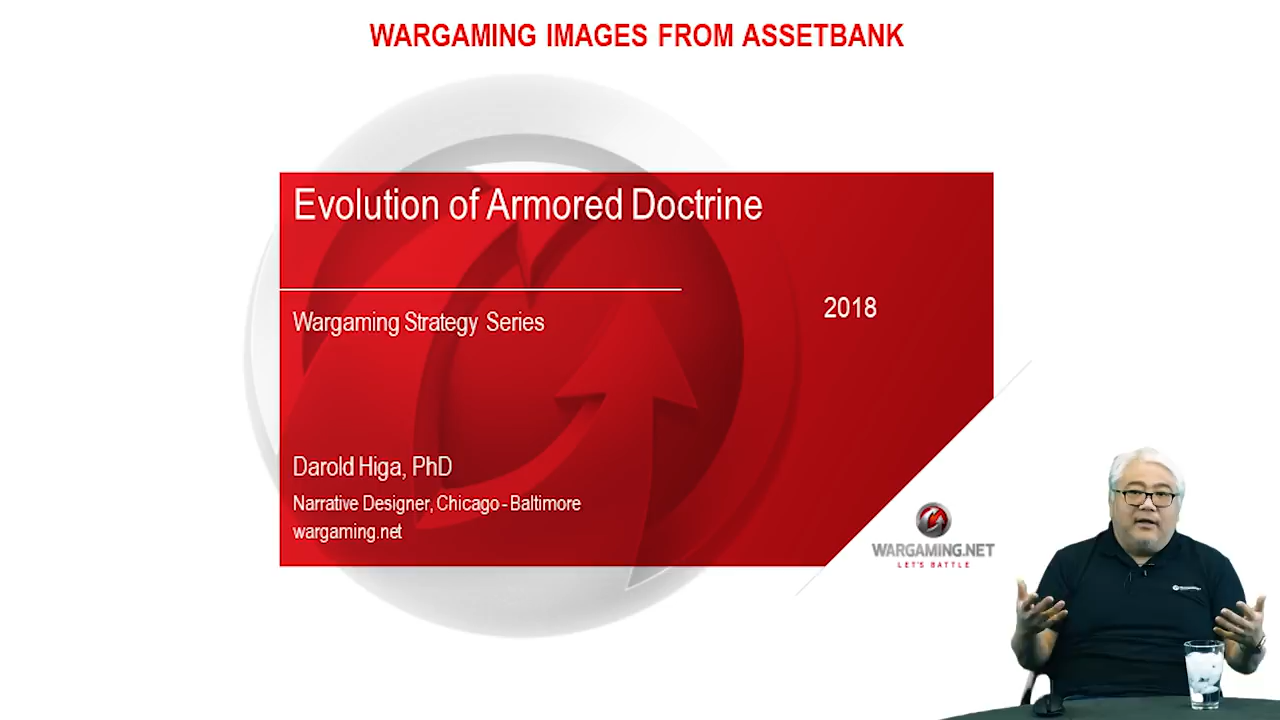 WARGAMING IMAGES FROM ASSETBANK
Evolution of Armored Doctrine
Wargaming Strategy Series
2018
Darold Higa, PhD
Narrative Designer, Chicago - Baltimore
wargaming.net
WARGAMING.NET
LET'S BATTLE